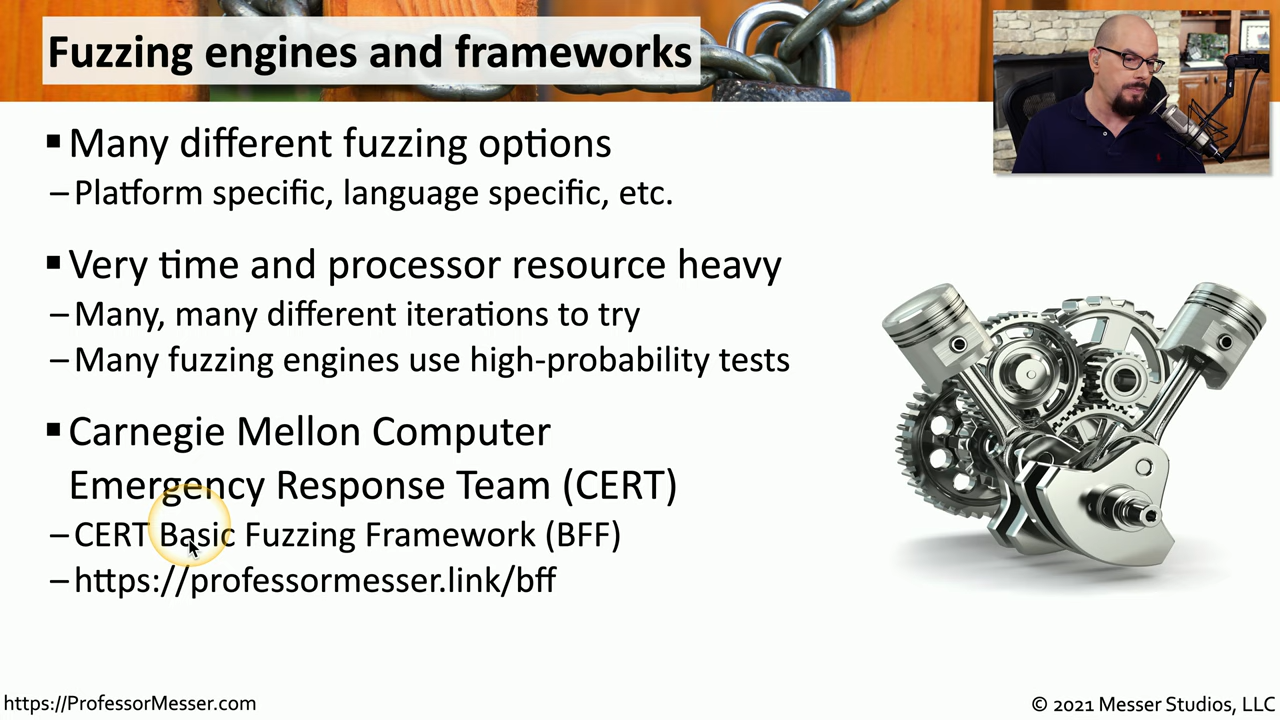 Fuzzing engines and frameworks
▪ Many different fuzzing options
– Platform specific, language specific, etc.
▪ Very time and processor resource heavy
– Many, many different iterations to try
– Many fuzzing engines use high-probability tests
▪ Carnegie Mellon Computer
Emergency Response Team (CERT)
– CERT Basic Fuzzing Framework (BFF)
– https://professormesser.link/bff
https://ProfessorMesser.com
© 2021 Messer Studios, LLC